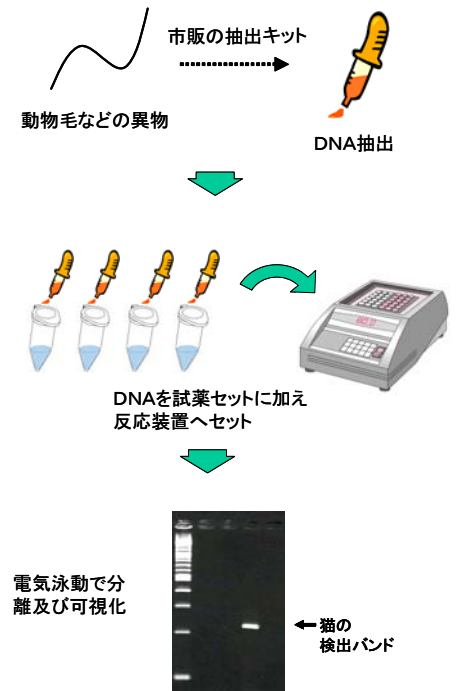 市販の抽出キット
動物毛などの異物
DNA抽出
DNAを試薬セットに加え
反応装置へセット
電気泳動で分
離及び可視化
猫の
検出バンド